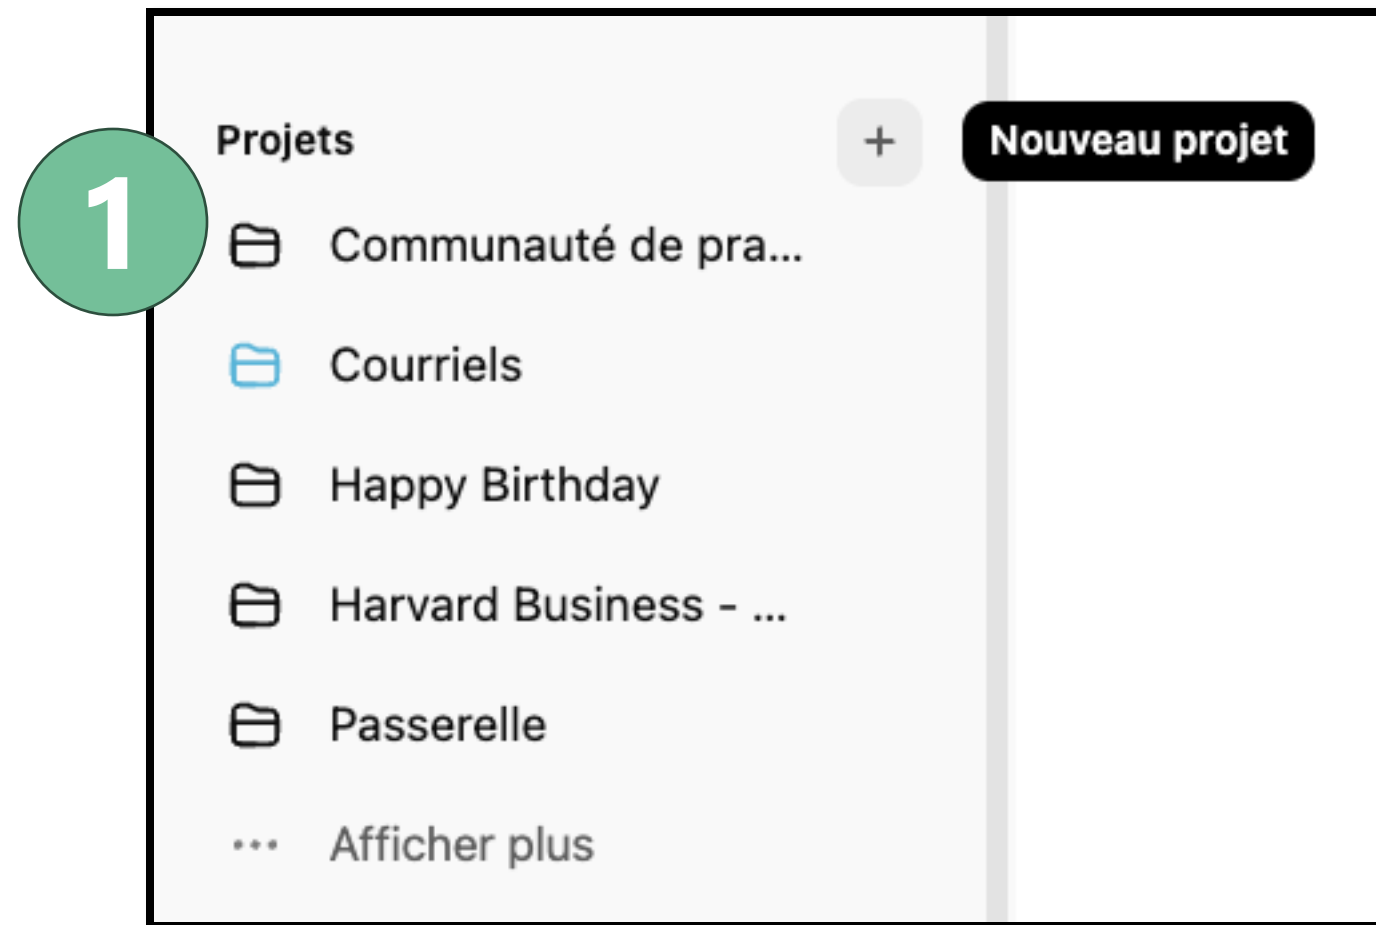 1
Projets
+
Nouveau projet
Communauté de pra...
Courriels
Happy Birthday
Harvard Business - ...
Passerelle
... Afficher plus